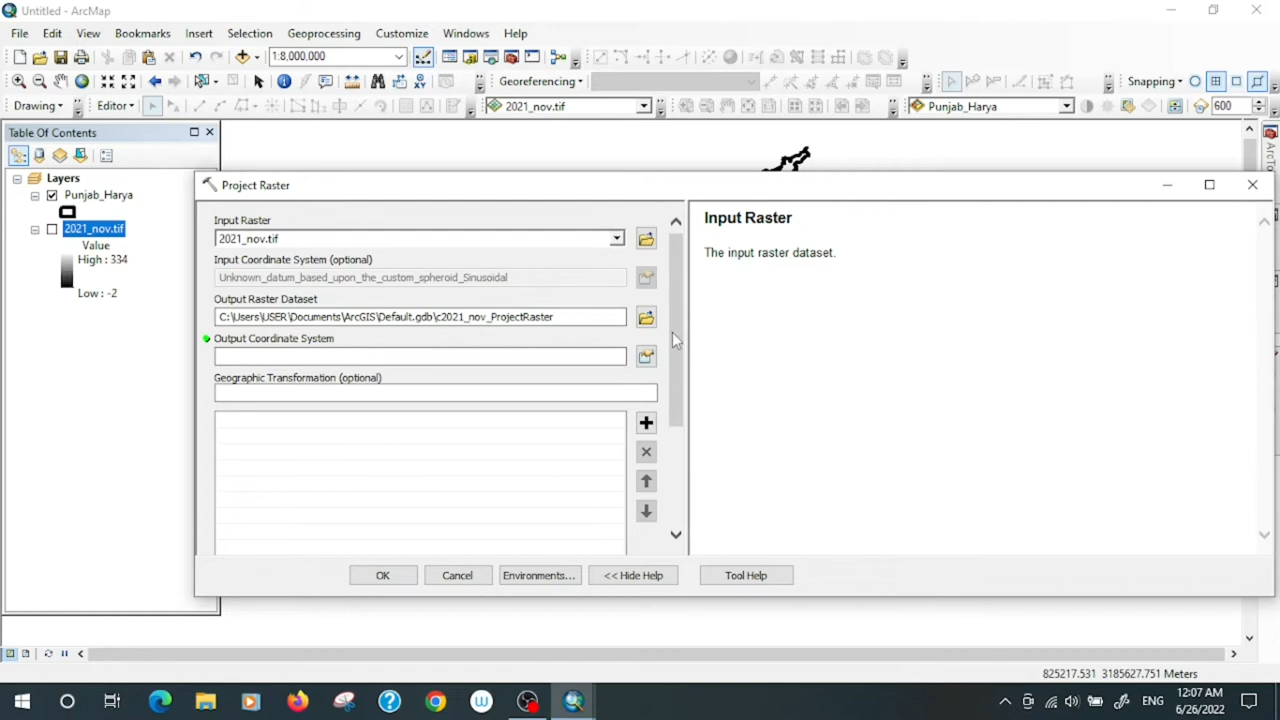 Untitled - ArcMap
File Edit View Bookmarks Insert Selection Geoprocessing Customize Windows Help
1:8,000,000
Georeferencing Snapping
Drawing Editor 2021_nov.tif Punjab_Harya 600
Table Of Contents
Layers
Punjab_Harya
2021_nov.tif
Value
High : 334
Low : -2
Project Raster
Input Raster
2021_nov.tif
Input Coordinate System (optional)
Unknown_datum_based_upon_the_custom_spheroid_Sinusoidal
Output Raster Dataset
C:\Users\USER\Documents\ArcGIS\Default.gdb\c2021_nov_ProjectRaster
Output Coordinate System
Geographic Transformation (optional)
OK Cancel Environments... << Hide Help Tool Help
Input Raster
The input raster dataset.
ArcTo
825217.531 3185627.751 Meters
ENG
12:07 AM
6/26/2022